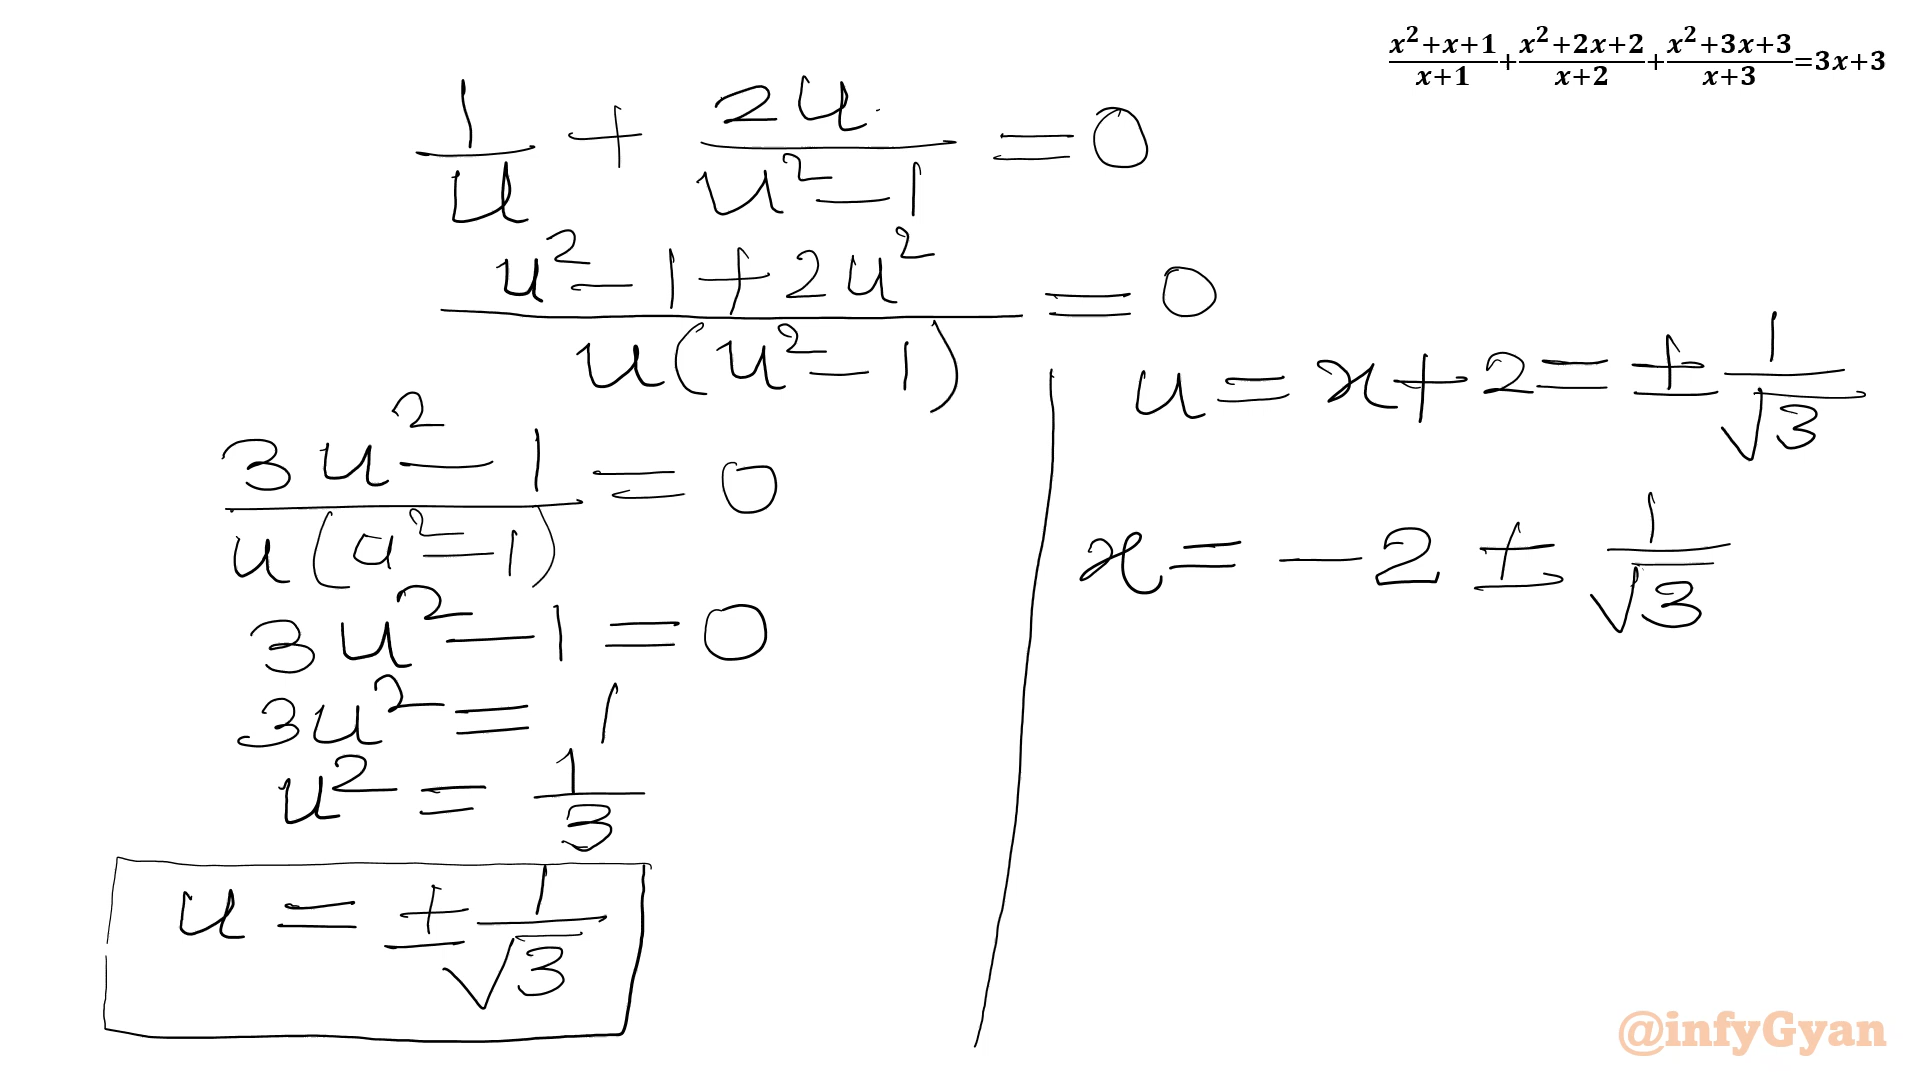 x²+x+1/x+1 + x²+2x+2/x+2 + x²+3x+3/x+3 = 3x+3
1/u + 2u/u²-1 = 0
u²-1+2u²/u(u²-1) = 0
3u²-1/u(u²-1) = 0
3u²-1 = 0
3u² = 1
u² = 1/3
u = ± 1/√3
u = x+2 = ± 1/√3
x = -2 ± 1/√3
@infyGyan